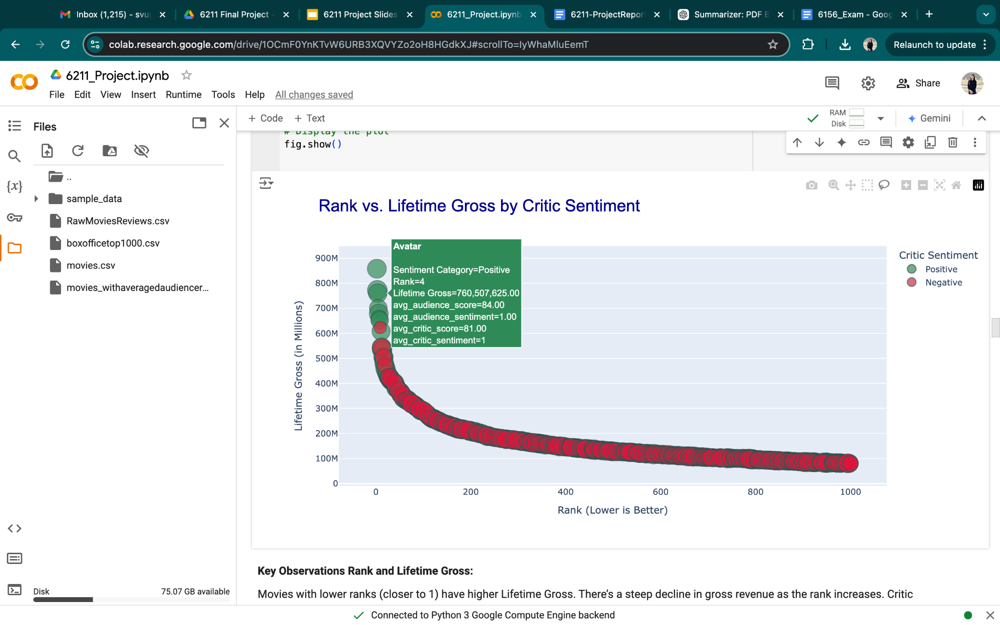 Inbox (1,215) - svu
6211 Final Project -
6211 Project Slides
6211_Project.ipynb
6211-ProjectRepor
Summarizer: PDF B
6156_Exam - Goog
colab.research.google.com/drive/1OCmF0YnKTvW6URB3XQVYZo2oH8HGdkXJ#scrollTo=lyWhaMluEemT
Relaunch to update
6211_Project.ipynb
File Edit View Insert Runtime Tools Help All changes saved
Share
Files
+ Code + Text
RAM
Disk
Gemini
# Display the plot
fig.show()
..
sample_data
RawMoviesReviews.csv
boxofficetop1000.csv
movies.csv
movies_withaveragedaudiencer...
{x}
Rank vs. Lifetime Gross by Critic Sentiment
Avatar
Sentiment Category=Positive
Rank=4
Lifetime Gross=760,507,625.00
avg_audience_score=84.00
avg_audience_sentiment=1.00
avg_critic_score=81.00
avg_critic_sentiment=1
Critic Sentiment
Positive
Negative
900M
800M
700M
600M
500M
400M
300M
200M
100M
0
Lifetime Gross (in Millions)
0 200 400 600 800 1000
Rank (Lower is Better)
Key Observations Rank and Lifetime Gross:
Movies with lower ranks (closer to 1) have higher Lifetime Gross. There's a steep decline in gross revenue as the rank increases. Critic
Disk 75.07 GB available
Connected to Python 3 Google Compute Engine backend